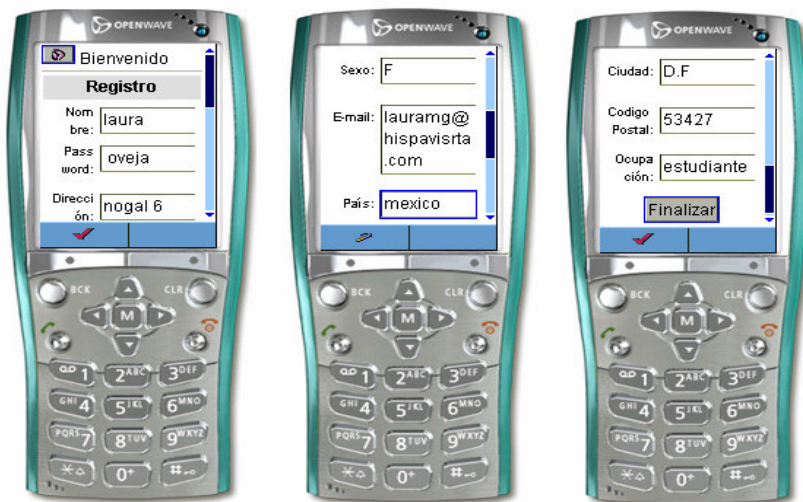 OPENWAVE
Bienvenido
Registro
Nom
bre: laura
Pass
word: oveja
Direcci
ón: nogal 6
BCK CLR
M
1 2ABC 3DEF
GHI4 5JKL 6MNO
PQRS7 8TUV 9WXYZ
* 0+ #
OPENWAVE
Sexo: F
E-mail: lauramg@
hispavisrta
.com
País: mexico
BCK CLR
M
1 2ABC 3DEF
GHI4 5JKL 6MNO
PQRS7 8TUV 9WXYZ
* 0+ #
OPENWAVE
Ciudad: D.F
Codigo
Postal: 53427
Ocupa
ción: estudiante
Finalizar
BCK CLR
M
1 2ABC 3DEF
GHI4 5JKL 6MNO
PQRS7 8TUV 9WXYZ
* 0+ #